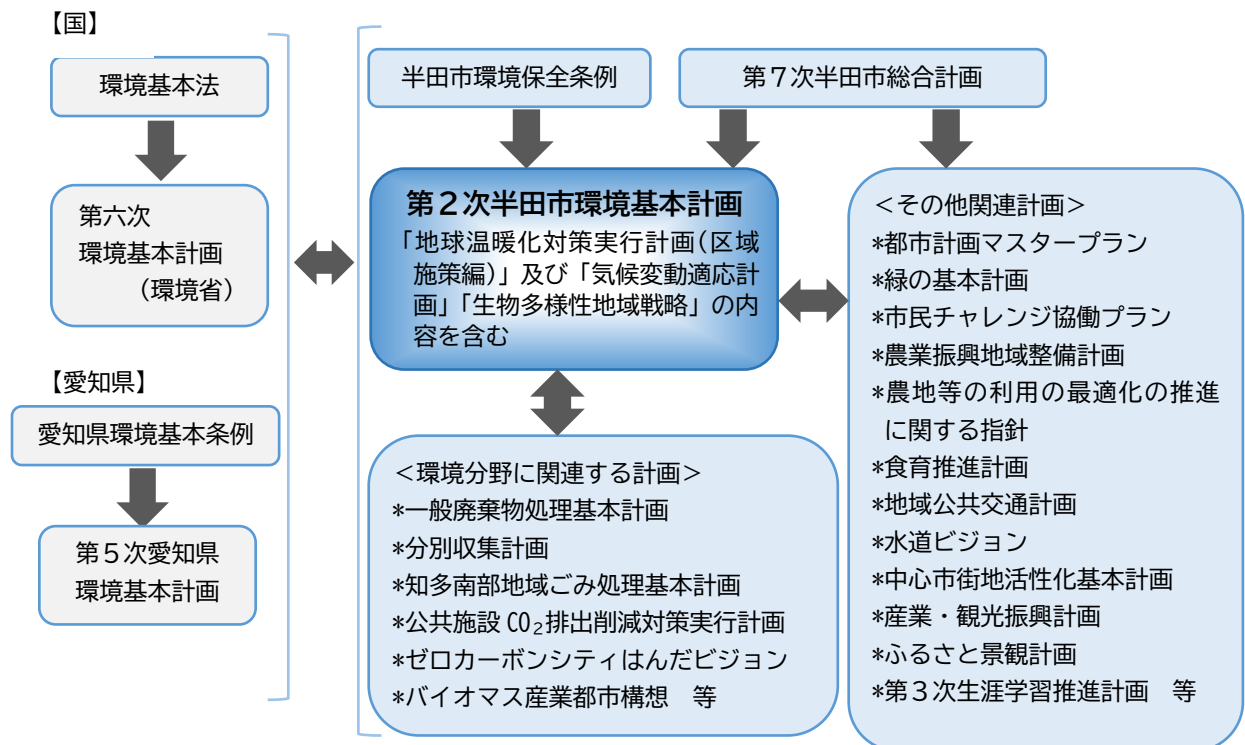 【国】
環境基本法
第六次
環境基本計画
(環境省)
【愛知県】
愛知県環境基本条例
第5次愛知県
環境基本計画
半田市環境保全条例
第7次半田市総合計画
第2次半田市環境基本計画
「地球温暖化対策実行計画(区域
施策編)」及び「気候変動適応計
画」「生物多様性地域戦略」の内
容を含む
<環境分野に関連する計画>
*一般廃棄物処理基本計画
*分別収集計画
*知多南部地域ごみ処理基本計画
*公共施設CO₂排出削減対策実行計画
*ゼロカーボンシティはんだビジョン
*バイオマス産業都市構想 等
<その他関連計画>
*都市計画マスタープラン
*緑の基本計画
*市民チャレンジ協働プラン
*農業振興地域整備計画
*農地等の利用の最適化の推進
に関する指針
*食育推進計画
*地域公共交通計画
*水道ビジョン
*中心市街地活性化基本計画
*産業・観光振興計画
*ふるさと景観計画
*第3次生涯学習推進計画 等